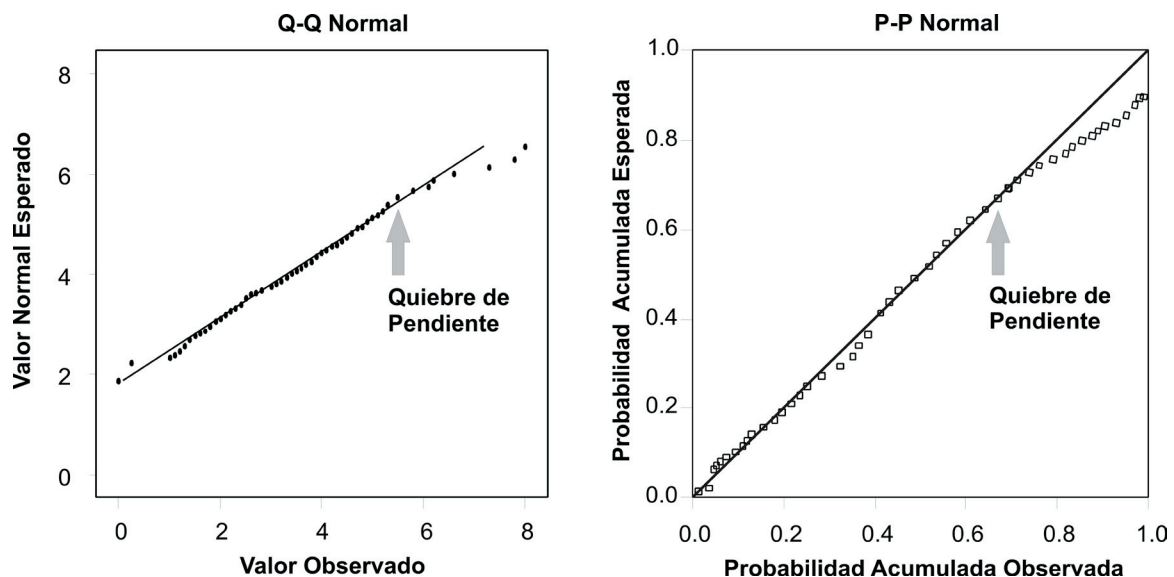 Q-Q Normal
Valor Normal Esperado
8
6
4
2
0
0 2 4 6 8
Valor Observado
Quiebre de
Pendiente
P-P Normal
Probabilidad Acumulada Esperada
1.0
0.8
0.6
0.4
0.2
0.0
0.0 0.2 0.4 0.6 0.8 1.0
Probabilidad Acumulada Observada
Quiebre de
Pendiente